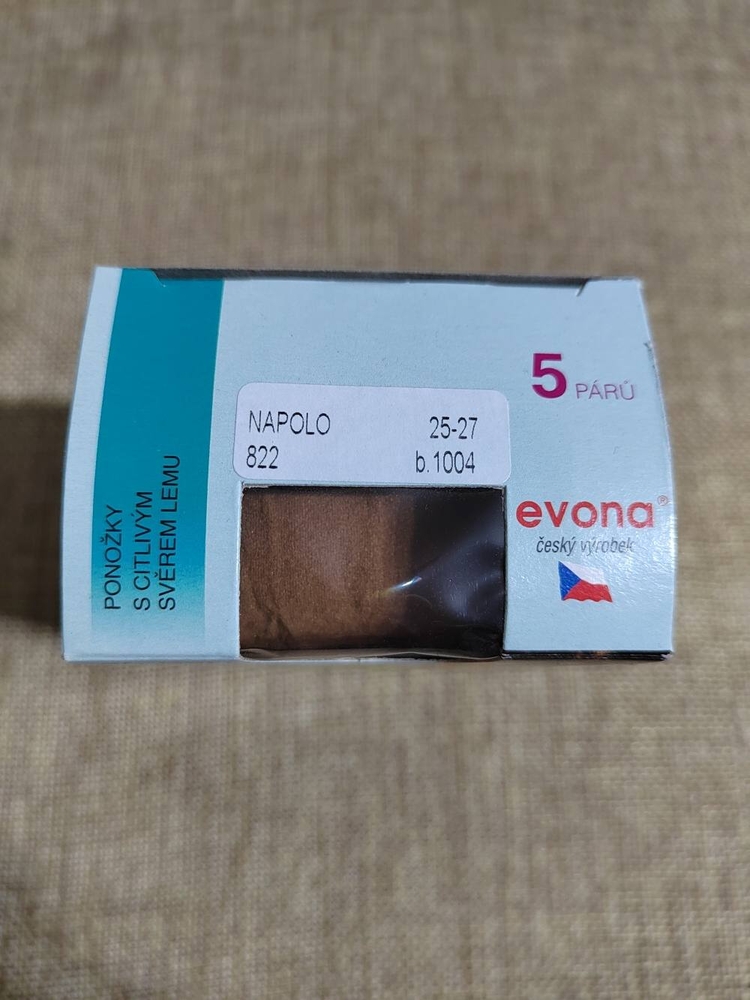 5 PÁRŮ
NAPOLO 25-27
822 b.1004
PONOŽKY
S CITLIVÝM
SVĚREM LEMU
evona®
český výrobek